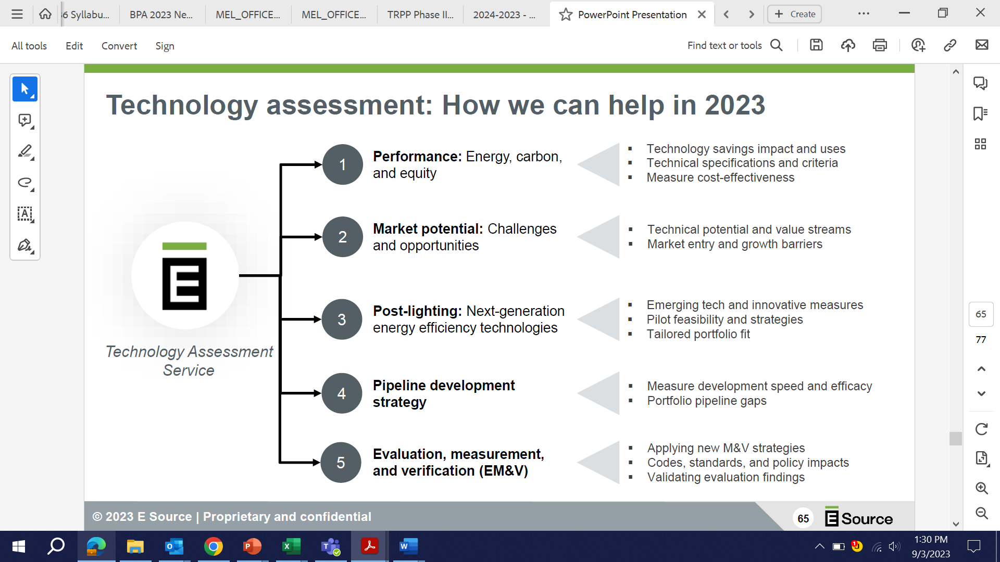 36 Syllabu...
BPA 2023 Ne...
MEL_OFFICE...
MEL_OFFICE...
TRPP Phase II...
2024-2023 - ...
PowerPoint Presentation
Create
All tools
Edit
Convert
Sign
Find text or tools
Technology assessment: How we can help in 2023
Technology Assessment
Service
1
Performance: Energy, carbon,
and equity
▪ Technology savings impact and uses
▪ Technical specifications and criteria
▪ Measure cost-effectiveness
2
Market potential: Challenges
and opportunities
▪ Technical potential and value streams
▪ Market entry and growth barriers
3
Post-lighting: Next-generation
energy efficiency technologies
▪ Emerging tech and innovative measures
▪ Pilot feasibility and strategies
▪ Tailored portfolio fit
4
Pipeline development
strategy
▪ Measure development speed and efficacy
▪ Portfolio pipeline gaps
5
Evaluation, measurement,
and verification (EM&V)
▪ Applying new M&V strategies
▪ Codes, standards, and policy impacts
▪ Validating evaluation findings
© 2023 E Source | Proprietary and confidential
65
E Source
65
77
1:30 PM
9/3/2023